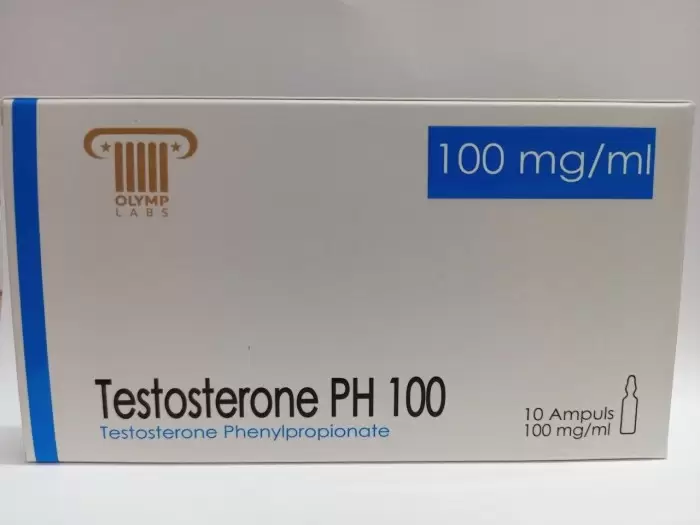 OLYMP
LABS
100 mg/ml
Testosterone PH 100
Testosterone Phenylpropionate
10 Ampuls
100 mg/ml